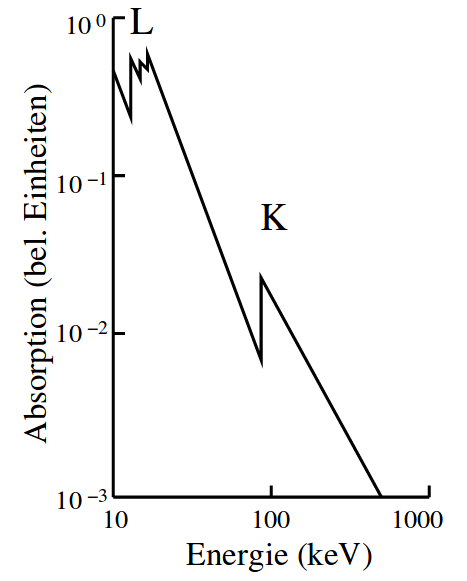 10 0
L
10 -1
K
10 -2
10 -3
10 100 1000
Energie (keV)
Absorption (bel. Einheiten)